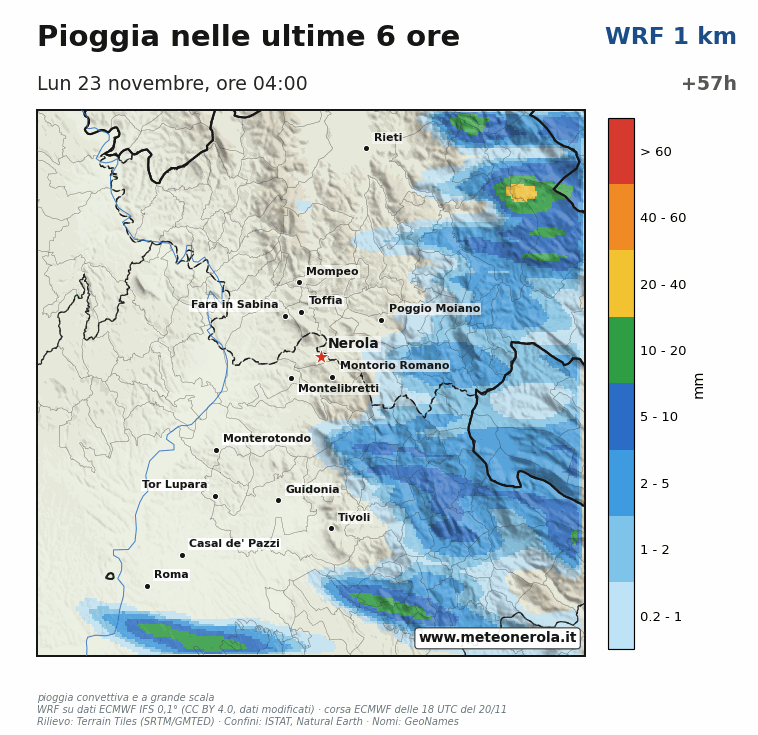 Pioggia nelle ultime 6 ore
WRF 1 km
Lun 23 novembre, ore 04:00
+57h
Rieti
Mompeo
Fara in Sabina
Toffia
Poggio Moiano
Nerola
Montorio Romano
Montelibretti
Monterotondo
Tor Lupara
Guidonia
Tivoli
Casal de' Pazzi
Roma
www.meteonerola.it
> 60
40 - 60
20 - 40
10 - 20
5 - 10
2 - 5
1 - 2
0.2 - 1
mm
pioggia convettiva e a grande scala
WRF su dati ECMWF IFS 0,1° (CC BY 4.0, dati modificati) · corsa ECMWF delle 18 UTC del 20/11
Rilievo: Terrain Tiles (SRTM/GMTED) · Confini: ISTAT, Natural Earth · Nomi: GeoNames